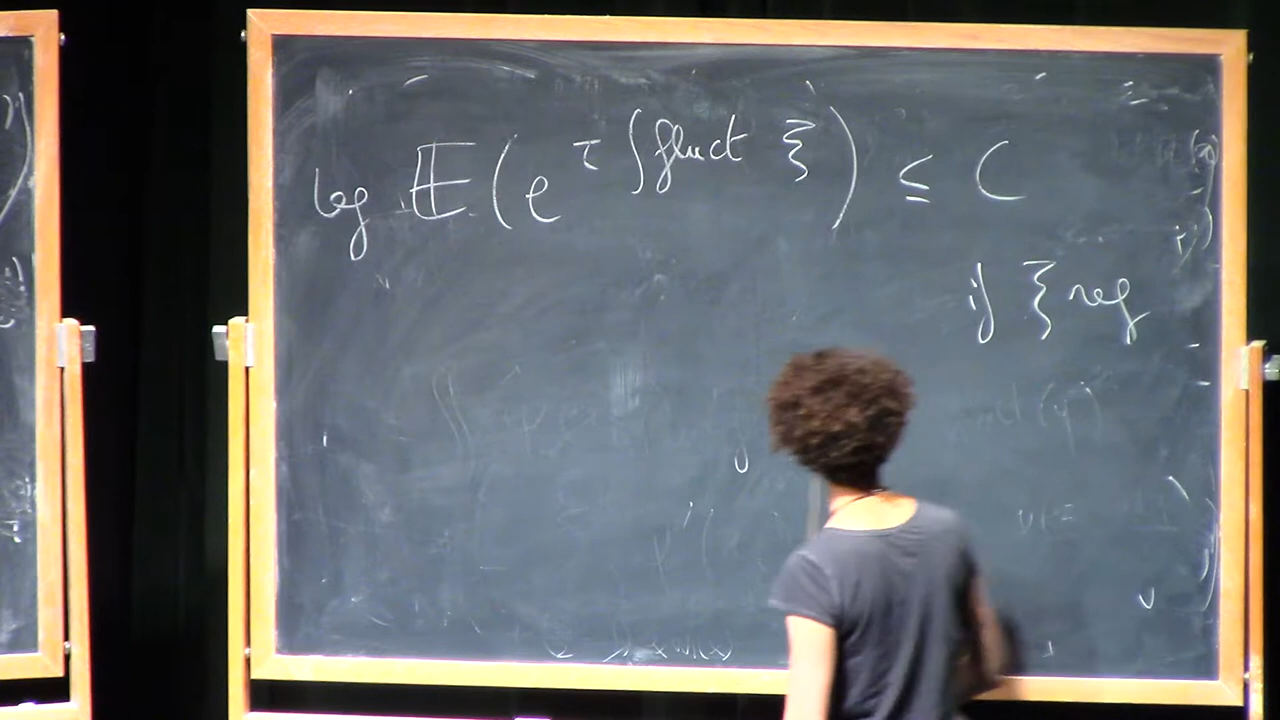 log 𝔼(e^{τ ∫ fluct ξ}) ≤ C
if ξ reg